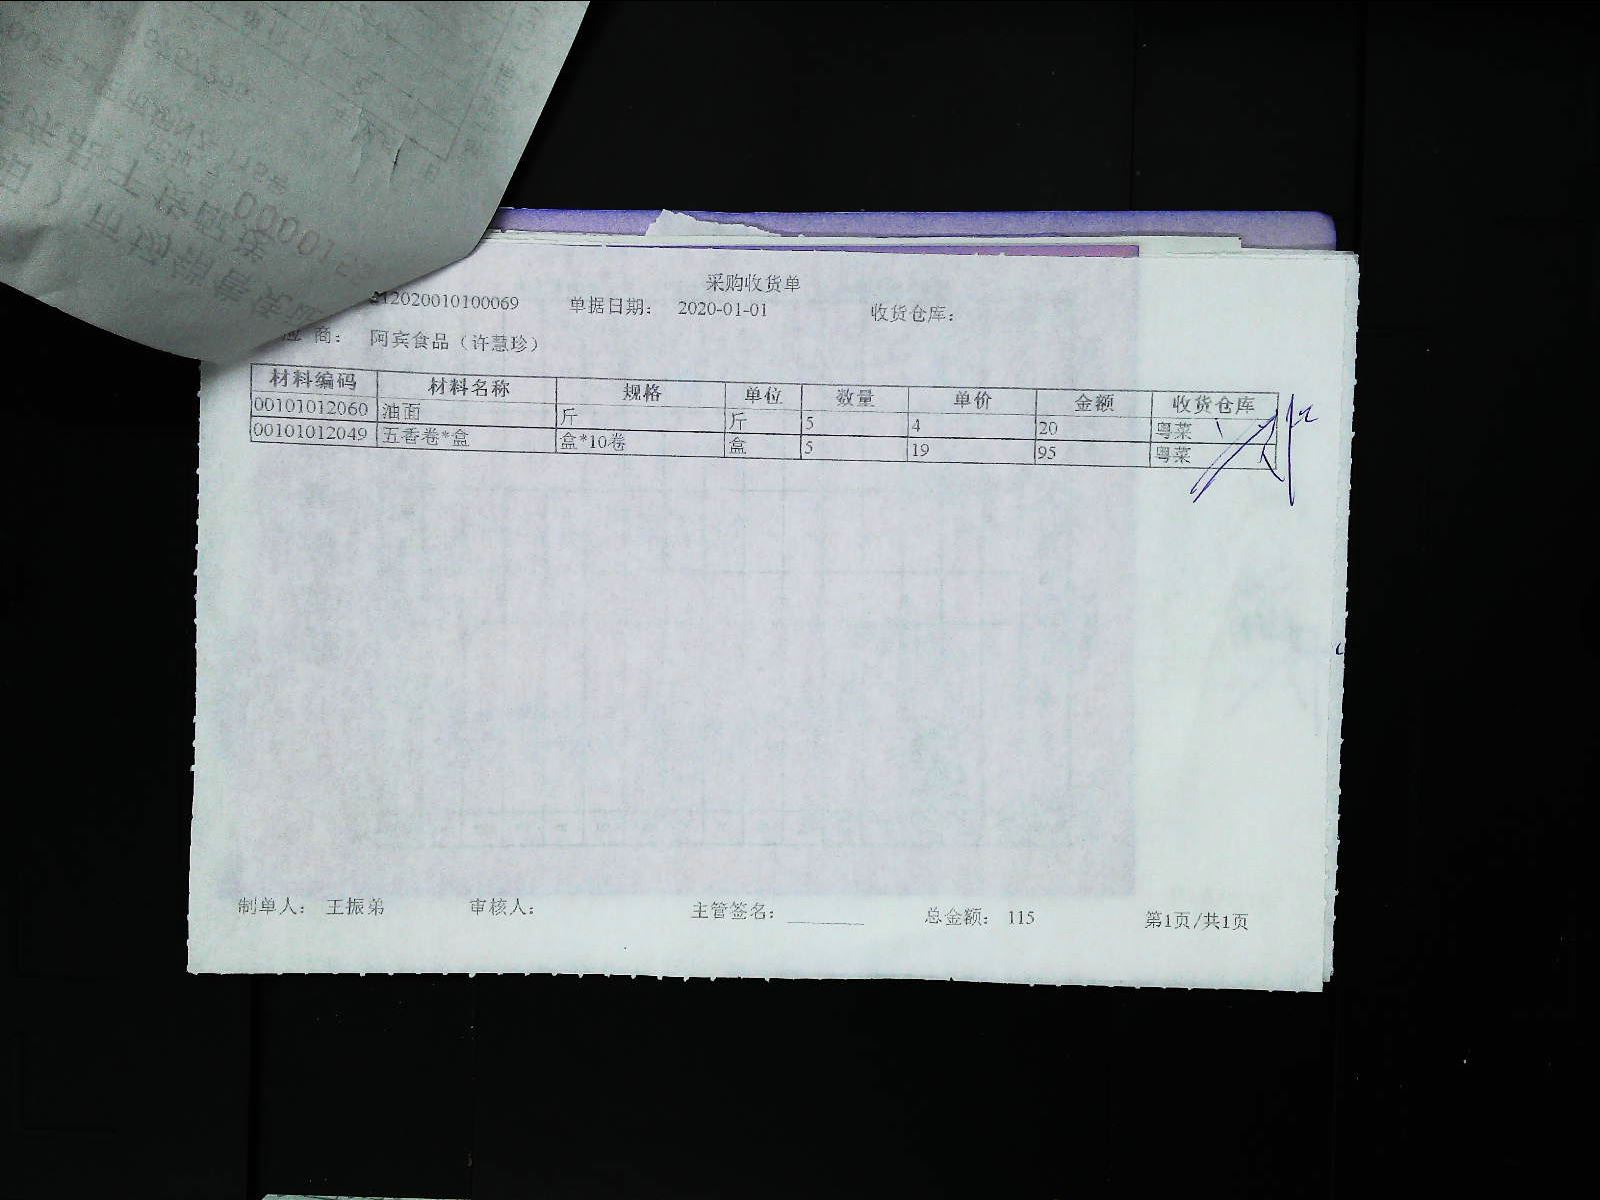 采购收货单
12020010100069 单据日期: 2020-01-01 收货仓库:
应 商: 阿宾食品(许慧珍)
材料编码 材料名称 规格 单位 数量 单价 金额 收货仓库
00101012060 油面 斤 斤 5 4 20 粤菜
00101012049 五香卷*盒 盒*10卷 盒 5 19 95 粤菜
制单人: 王振弟 审核人: 主管签名: 总金额: 115 第1页/共1页